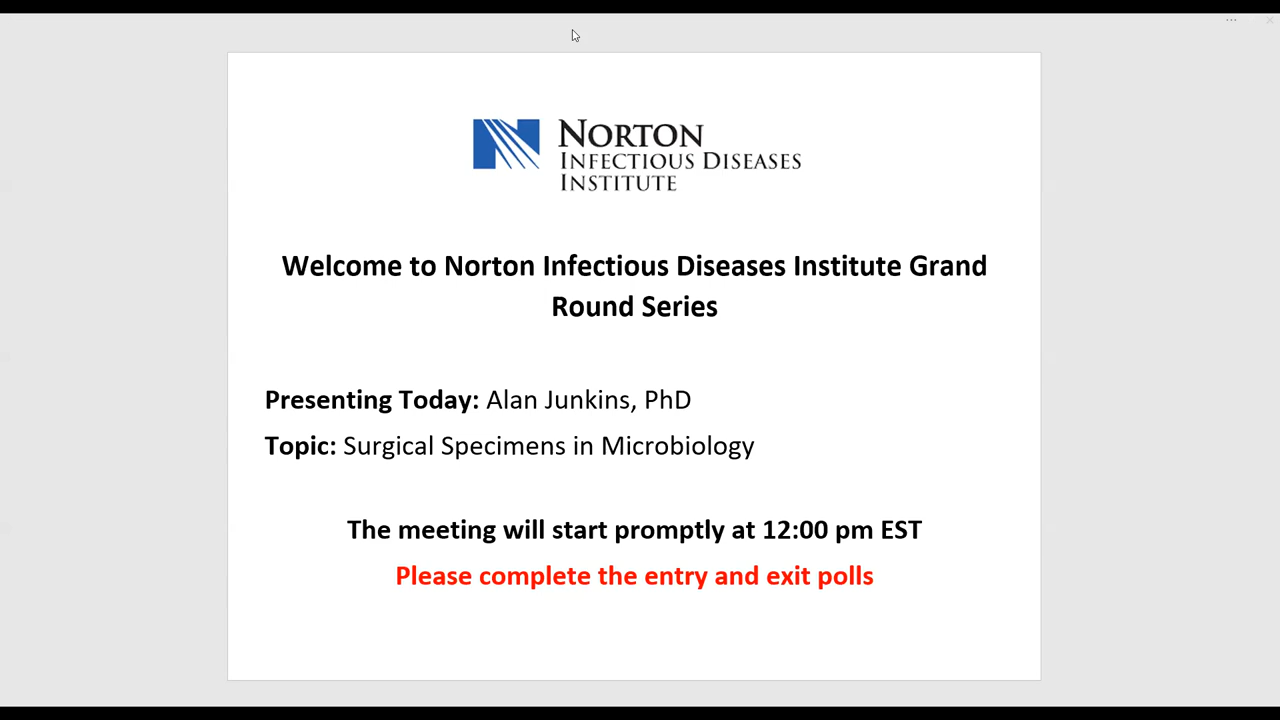 NORTON
INFECTIOUS DISEASES
INSTITUTE
Welcome to Norton Infectious Diseases Institute Grand
Round Series
Presenting Today: Alan Junkins, PhD
Topic: Surgical Specimens in Microbiology
The meeting will start promptly at 12:00 pm EST
Please complete the entry and exit polls